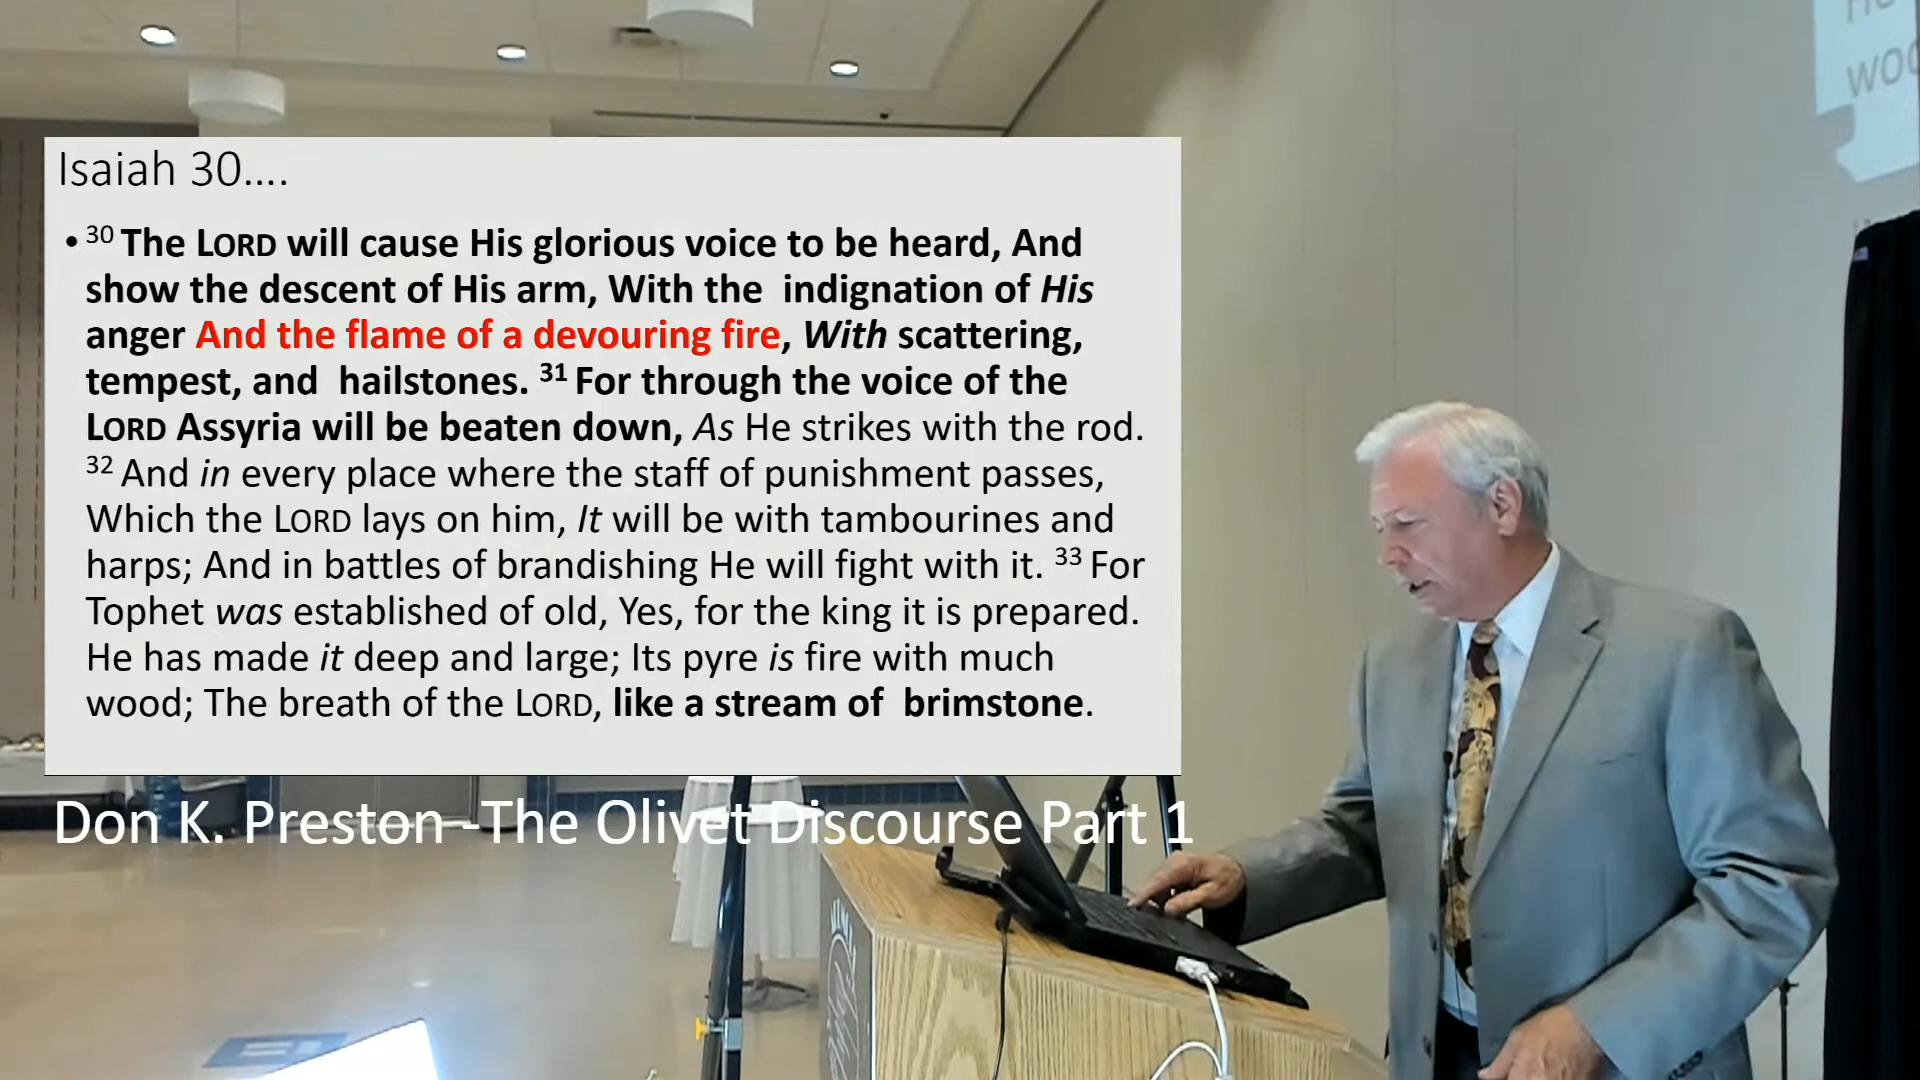 Isaiah 30....
• 30 The LORD will cause His glorious voice to be heard, And
show the descent of His arm, With the indignation of His
anger And the flame of a devouring fire, With scattering,
tempest, and hailstones. 31 For through the voice of the
LORD Assyria will be beaten down, As He strikes with the rod.
32 And in every place where the staff of punishment passes,
Which the LORD lays on him, It will be with tambourines and
harps; And in battles of brandishing He will fight with it. 33 For
Tophet was established of old, Yes, for the king it is prepared.
He has made it deep and large; Its pyre is fire with much
wood; The breath of the LORD, like a stream of brimstone.
Don K. Preston -The Olivet Discourse Part 1